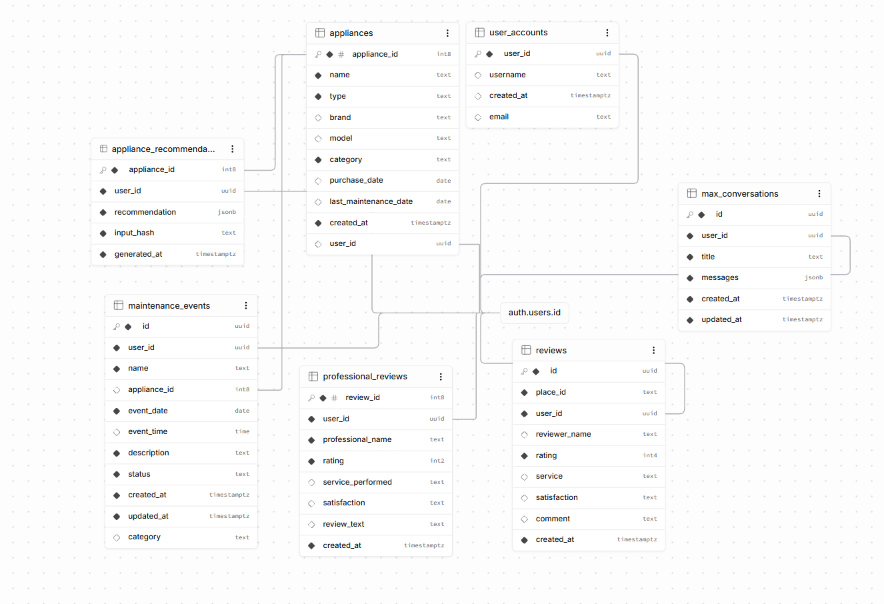 appliances
appliance_id int8
name text
type text
brand text
model text
category text
purchase_date date
last_maintenance_date date
created_at timestamptz
user_id uuid
user_accounts
user_id uuid
username text
created_at timestamptz
email text
appliance_recommenda...
appliance_id int8
user_id uuid
recommendation jsonb
input_hash text
generated_at timestamptz
max_conversations
id uuid
user_id uuid
title text
messages jsonb
created_at timestamptz
updated_at timestamptz
maintenance_events
id uuid
user_id uuid
name text
appliance_id int8
event_date date
event_time time
description text
status text
created_at timestamptz
updated_at timestamptz
category text
auth.users.id
professional_reviews
review_id int8
user_id uuid
professional_name text
rating int2
service_performed text
satisfaction text
review_text text
created_at timestamptz
reviews
id uuid
place_id text
user_id uuid
reviewer_name text
rating int4
service text
satisfaction text
comment text
created_at timestamptz